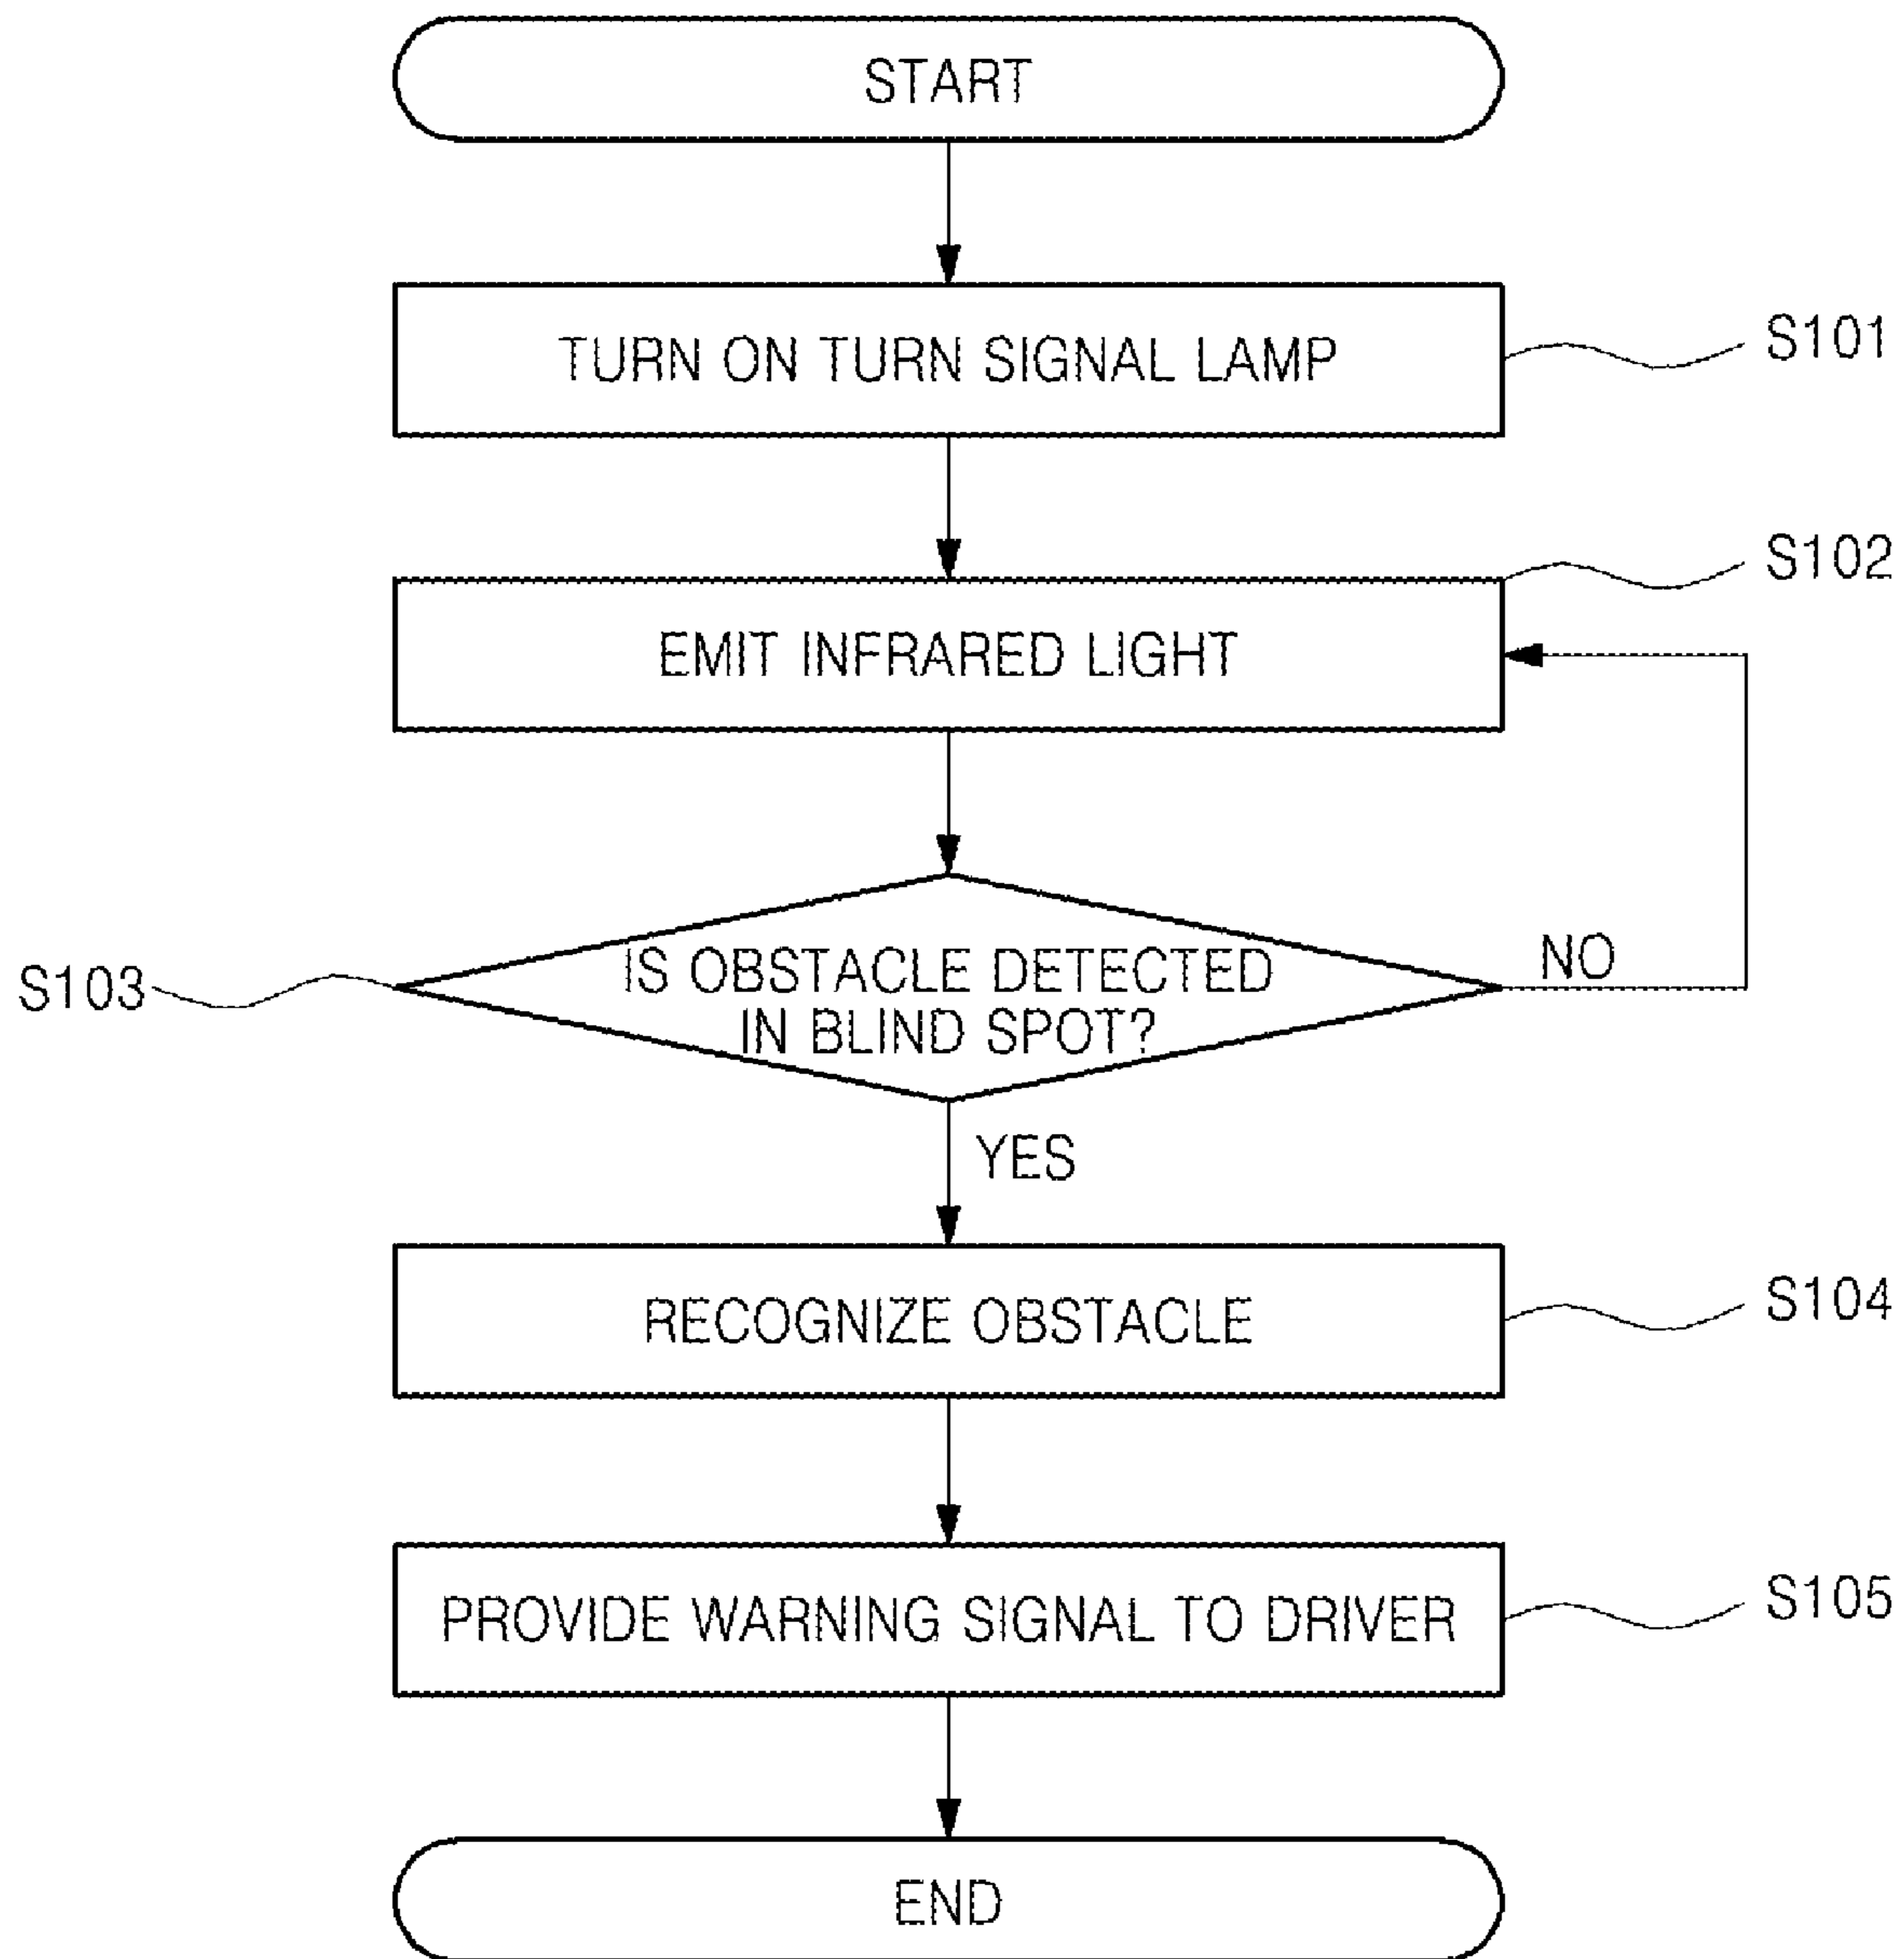 START
TURN ON TURN SIGNAL LAMP
S101
S102
EMIT INFRARED LIGHT
S103
IS OBSTACLE DETECTED
IN BLIND SPOT?
NO
YES
RECOGNIZE OBSTACLE
S104
PROVIDE WARNING SIGNAL TO DRIVER
S105
END